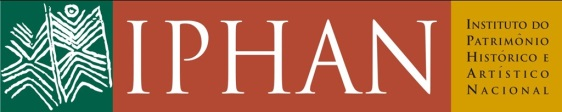 IPHAN
INSTITUTO DO
PATRIMÔNIO
HISTÓRICO E
ARTÍSTICO
NACIONAL